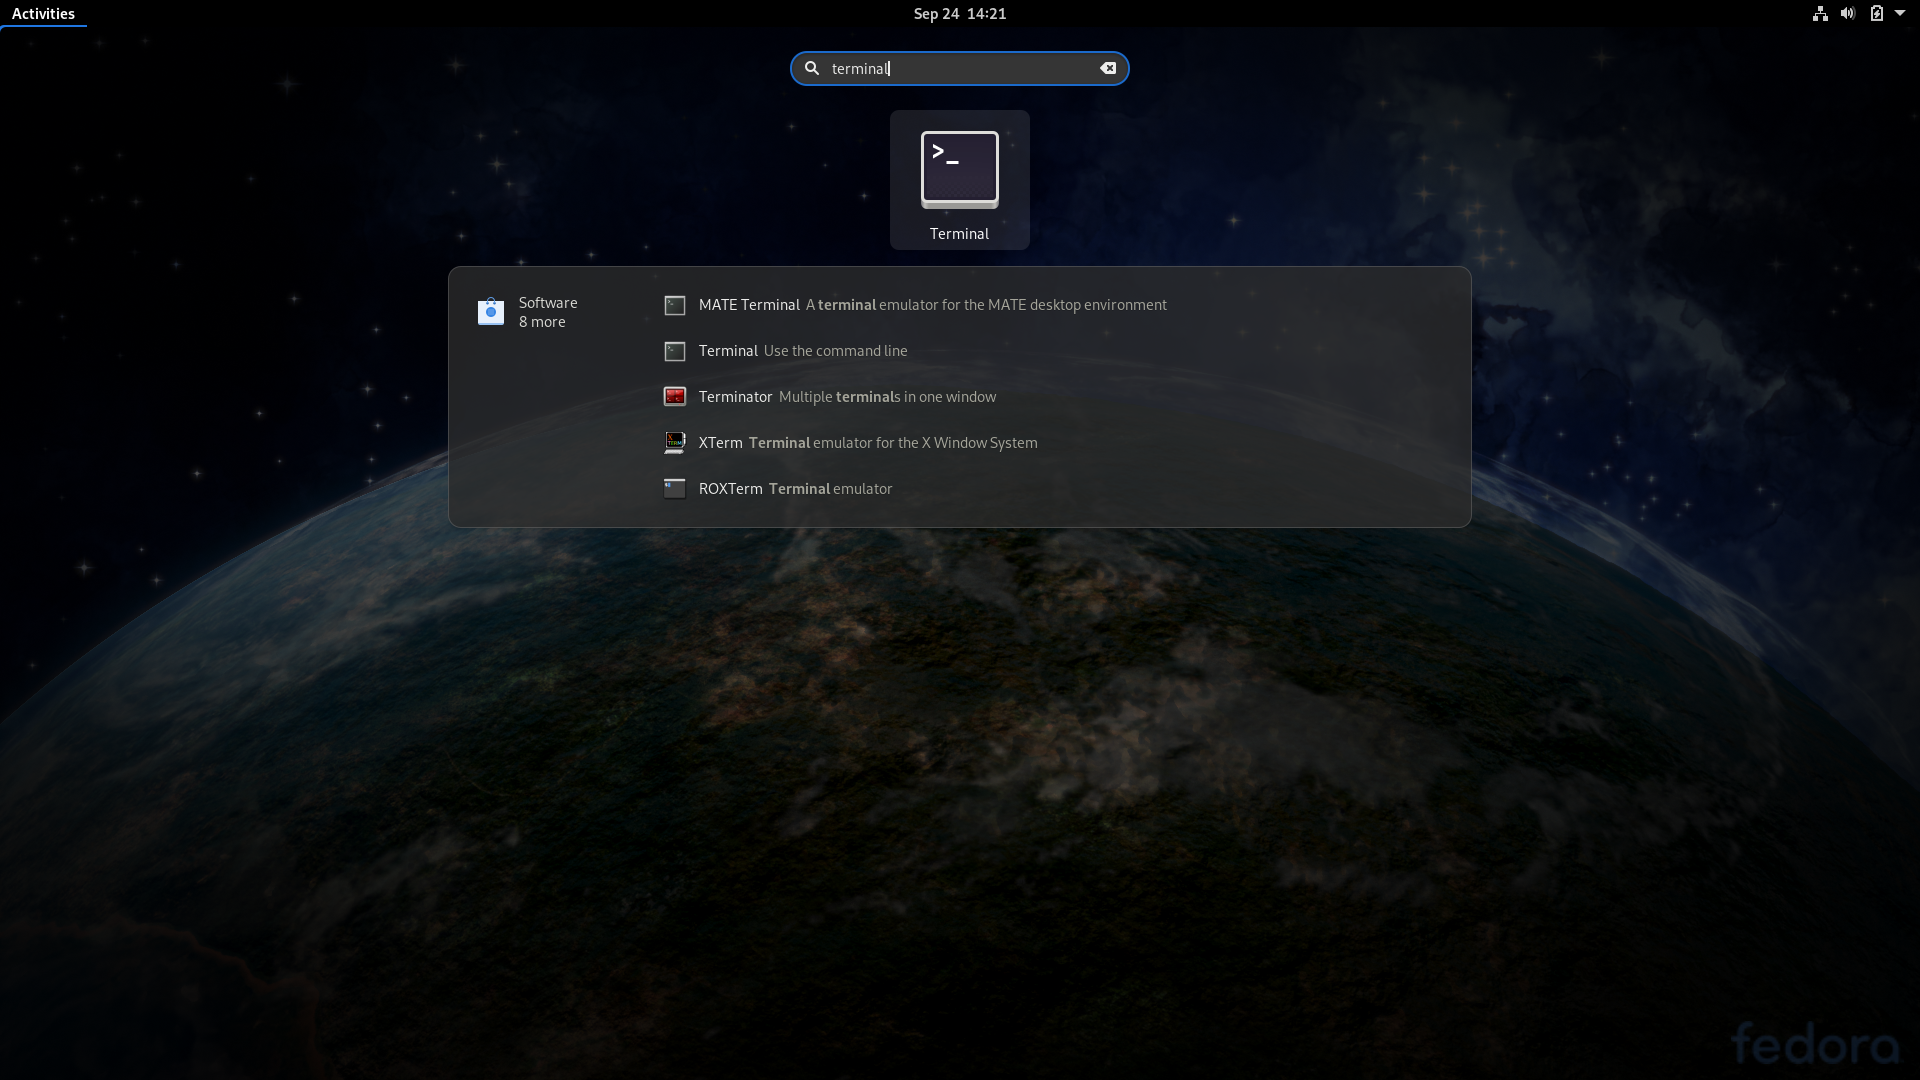 Activities
Sep 24 14:21
terminal
Terminal
Software
8 more
MATE Terminal A terminal emulator for the MATE desktop environment
Terminal Use the command line
Terminator Multiple terminals in one window
XTerm Terminal emulator for the X Window System
ROXTerm Terminal emulator
fedora